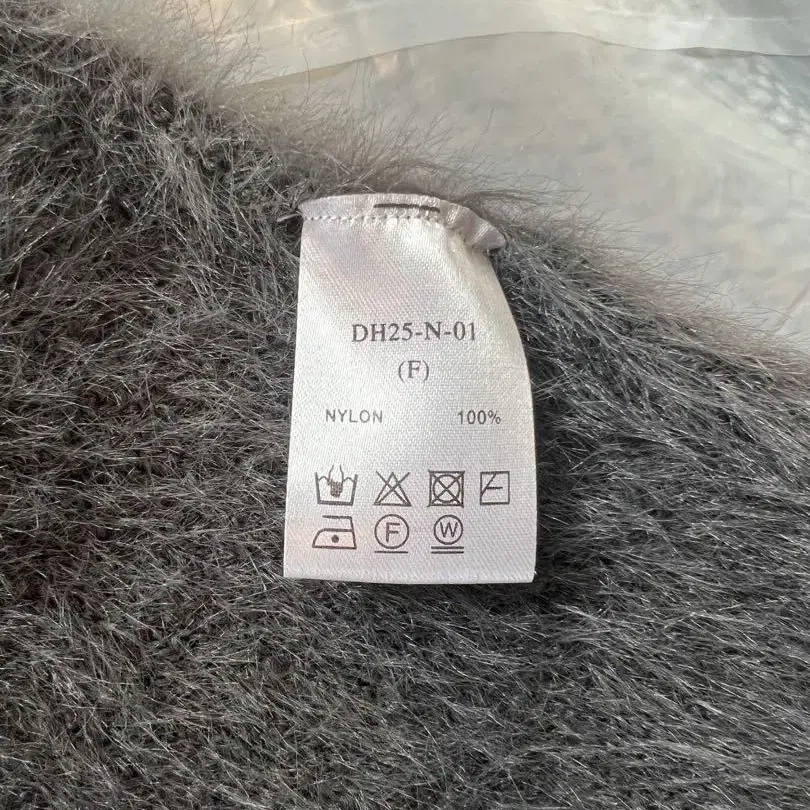 DH25-N-01
(F)
NYLON 100%
F W